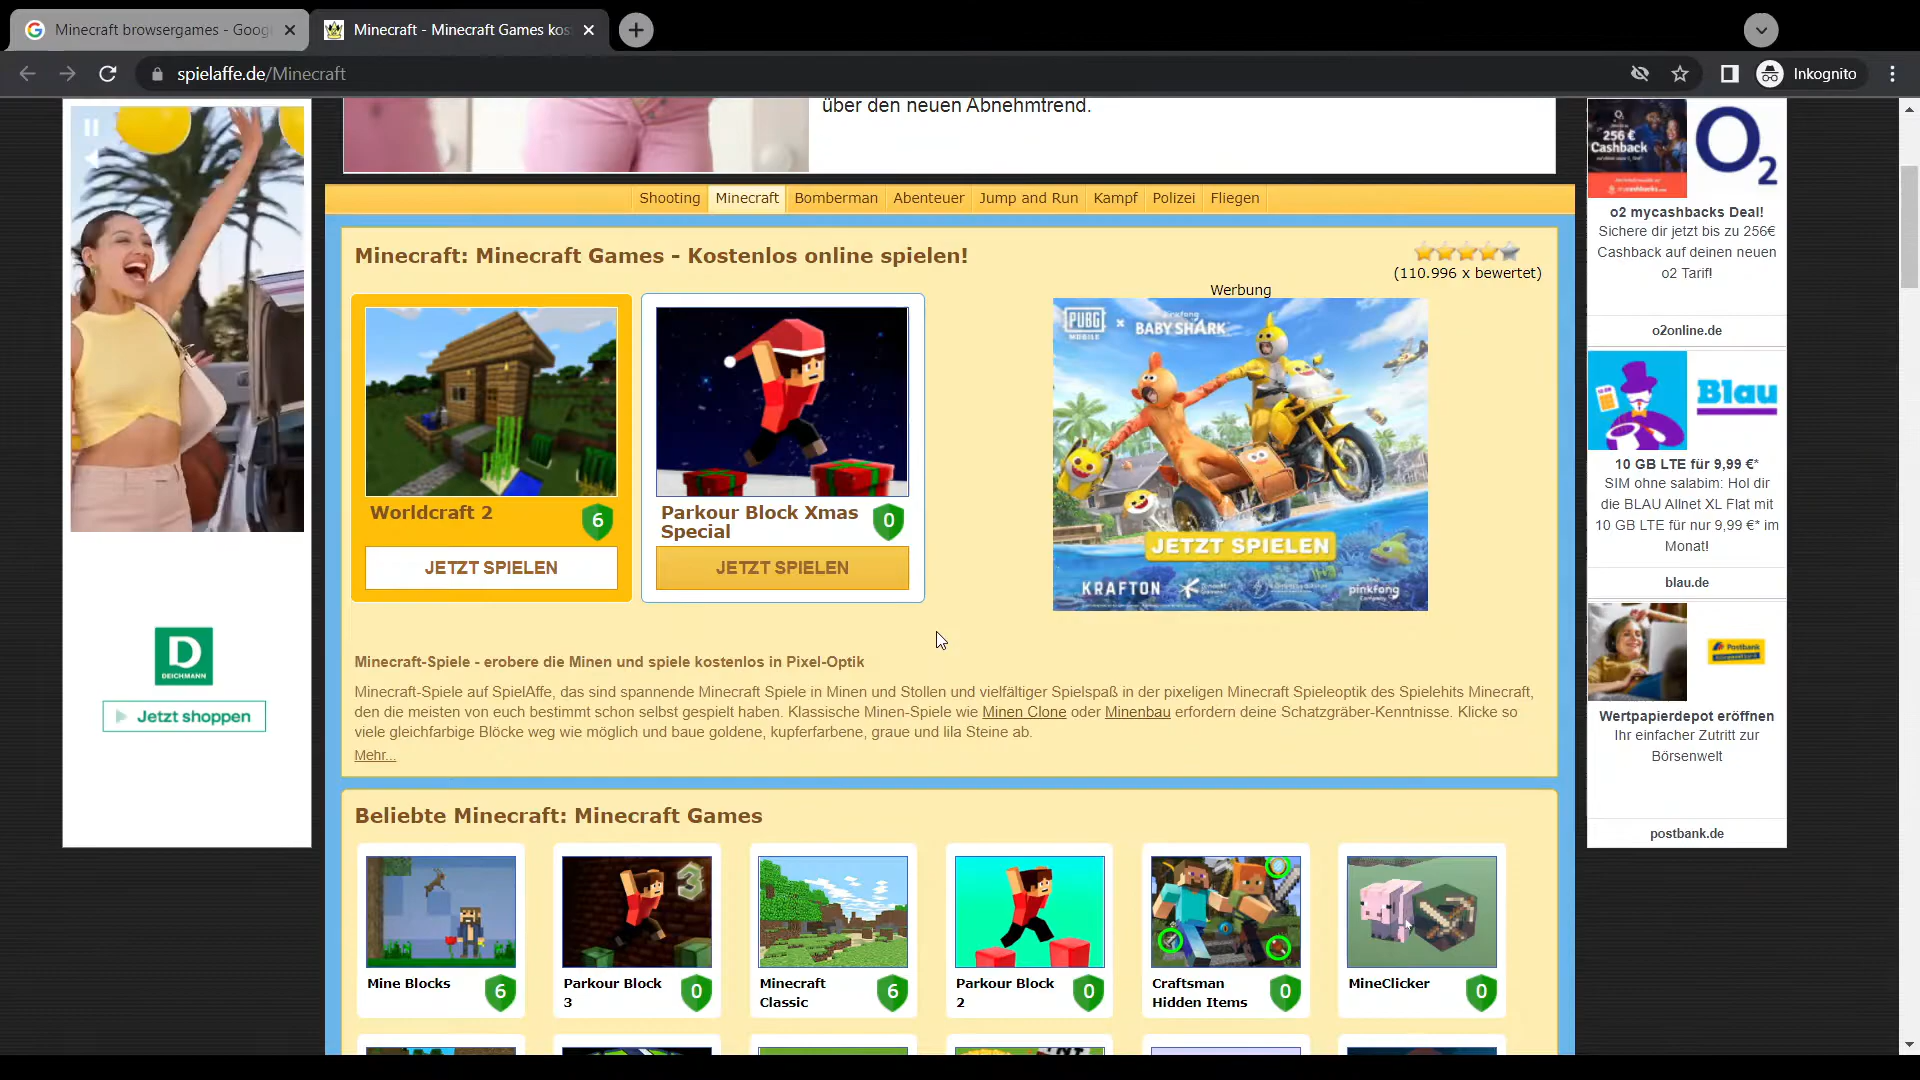 Minecraft browsergames - Goog
Minecraft - Minecraft Games kos
spielaffe.de/Minecraft
Inkognito
über den neuen Abnehmtrend.
Shooting
Minecraft
Bomberman
Abenteuer
Jump and Run
Kampf
Polizei
Fliegen
Minecraft: Minecraft Games - Kostenlos online spielen!
(110.996 x bewertet)
Werbung
Worldcraft 2
6
JETZT SPIELEN
Parkour Block Xmas
Special
0
JETZT SPIELEN
PUBG
MOBILE
x
pinkfong
BABY SHARK
JETZT SPIELEN
KRAFTON
pinkfong
Minecraft-Spiele - erobere die Minen und spiele kostenlos in Pixel-Optik
Minecraft-Spiele auf SpielAffe, das sind spannende Minecraft Spiele in Minen und Stollen und vielfältiger Spielspaß in der pixeligen Minecraft Spieleoptik des Spielehits Minecraft,
den die meisten von euch bestimmt schon selbst gespielt haben. Klassische Minen-Spiele wie Minen Clone oder Minenbau erfordern deine Schatzgräber-Kenntnisse. Klicke so
viele gleichfarbige Blöcke weg wie möglich und baue goldene, kupferfarbene, graue und lila Steine ab.
Mehr...
Beliebte Minecraft: Minecraft Games
Mine Blocks
6
Parkour Block
3
0
Minecraft
Classic
6
Parkour Block
2
0
Craftsman
Hidden Items
0
MineClicker
0
D
DEICHMANN
Jetzt shoppen
256 €
Cashback
O2
o2 mycashbacks Deal!
Sichere dir jetzt bis zu 256€
Cashback auf deinen neuen
o2 Tarif!
o2online.de
Blau
10 GB LTE für 9,99 €*
SIM ohne salabim: Hol dir
die BLAU Allnet XL Flat mit
10 GB LTE für nur 9,99 €* im
Monat!
blau.de
Postbank
Wertpapierdepot eröffnen
Ihr einfacher Zutritt zur
Börsenwelt
postbank.de